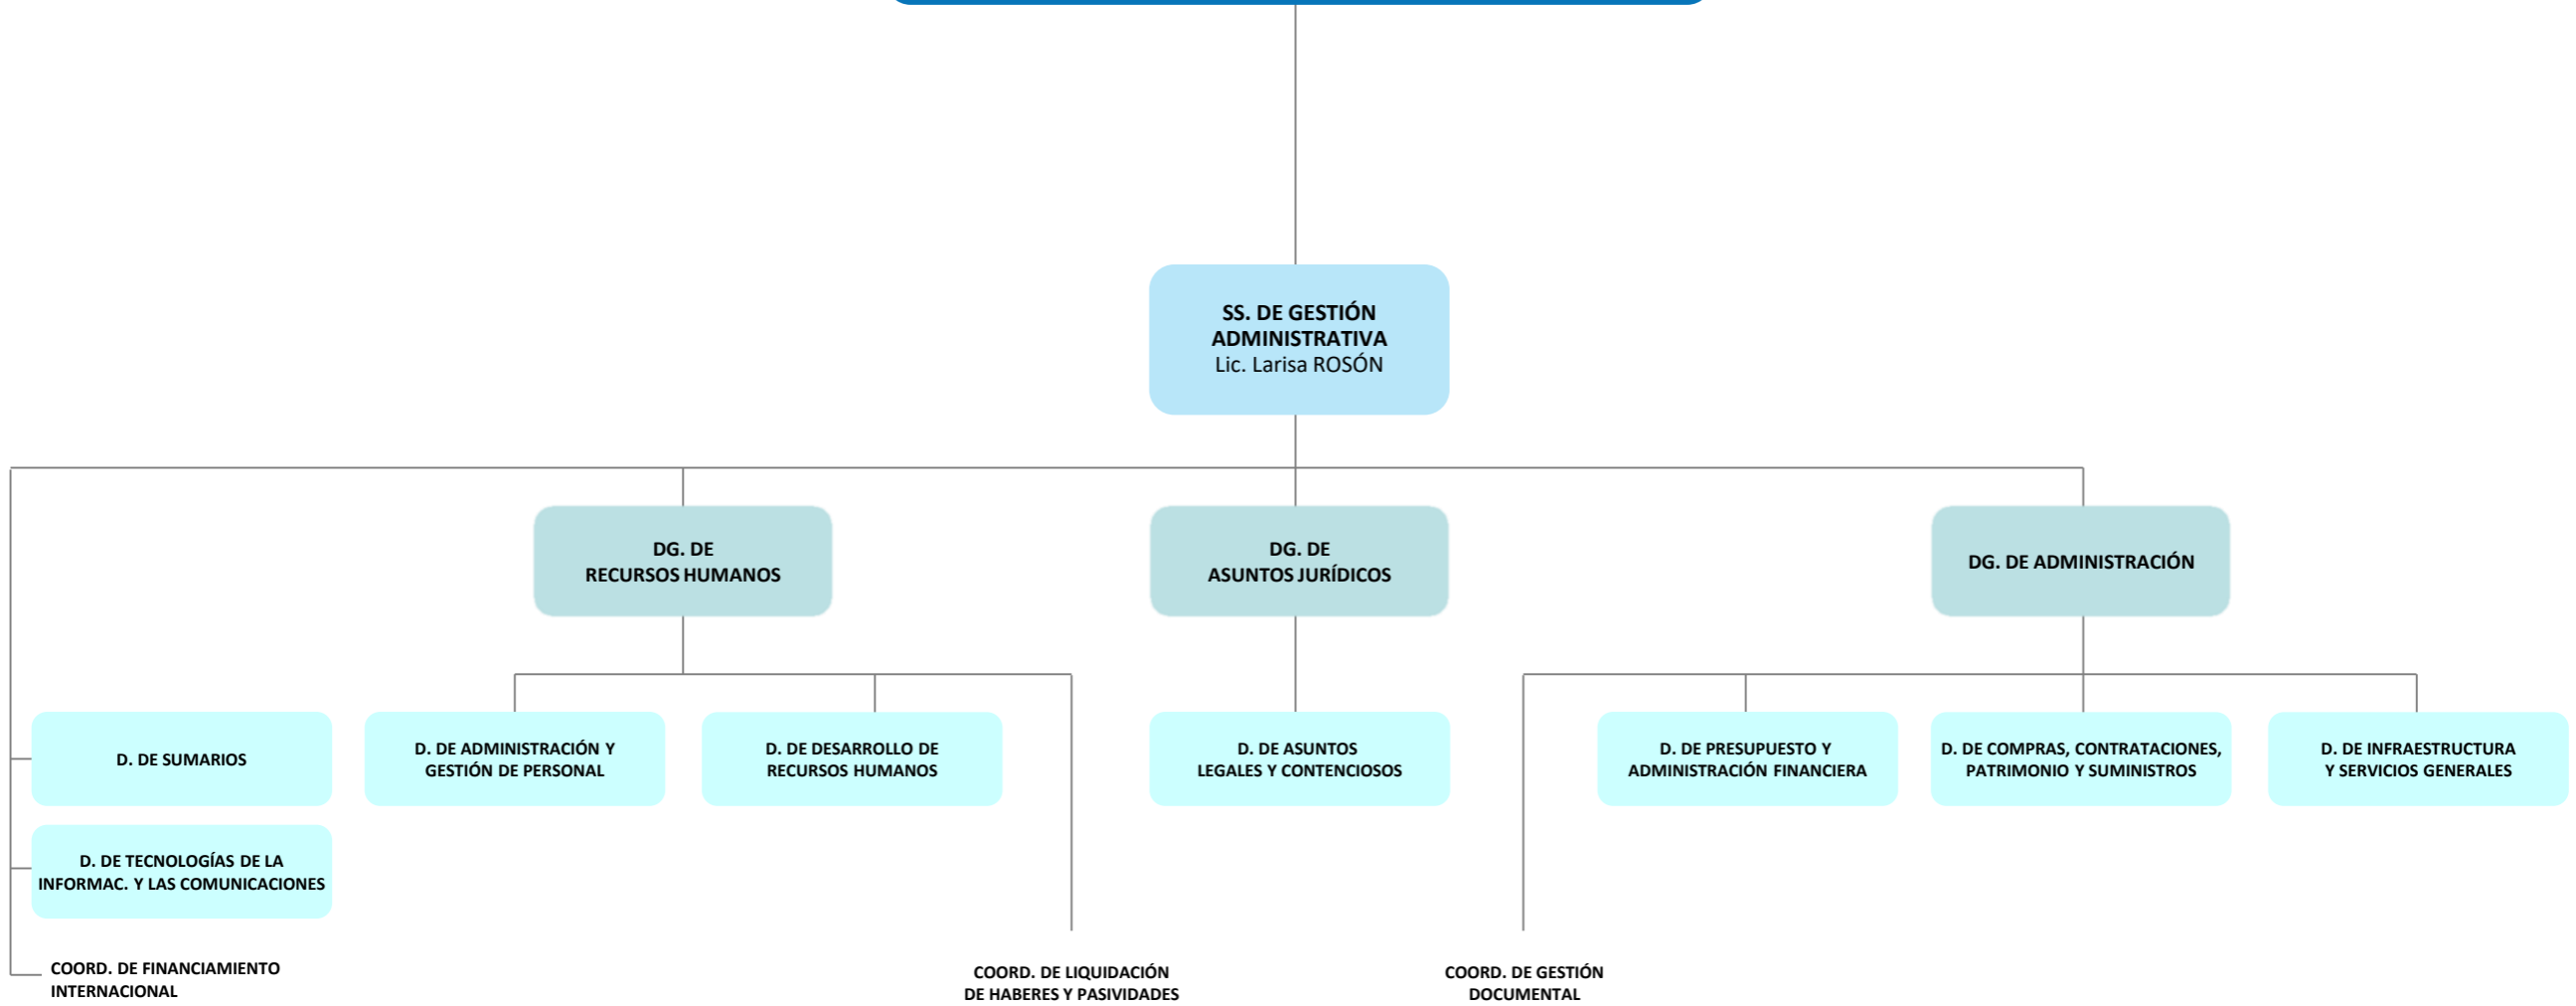 SS. DE GESTIÓN
ADMINISTRATIVA
Lic. Larisa ROSÓN
DG. DE
RECURSOS HUMANOS
DG. DE
ASUNTOS JURÍDICOS
DG. DE ADMINISTRACIÓN
D. DE SUMARIOS
D. DE ADMINISTRACIÓN Y
GESTIÓN DE PERSONAL
D. DE DESARROLLO DE
RECURSOS HUMANOS
D. DE ASUNTOS
LEGALES Y CONTENCIOSOS
D. DE PRESUPUESTO Y
ADMINISTRACIÓN FINANCIERA
D. DE COMPRAS, CONTRATACIONES,
PATRIMONIO Y SUMINISTROS
D. DE INFRAESTRUCTURA
Y SERVICIOS GENERALES
D. DE TECNOLOGÍAS DE LA
INFORMAC. Y LAS COMUNICACIONES
COORD. DE FINANCIAMIENTO
INTERNACIONAL
COORD. DE LIQUIDACIÓN
DE HABERES Y PASIVIDADES
COORD. DE GESTIÓN
DOCUMENTAL